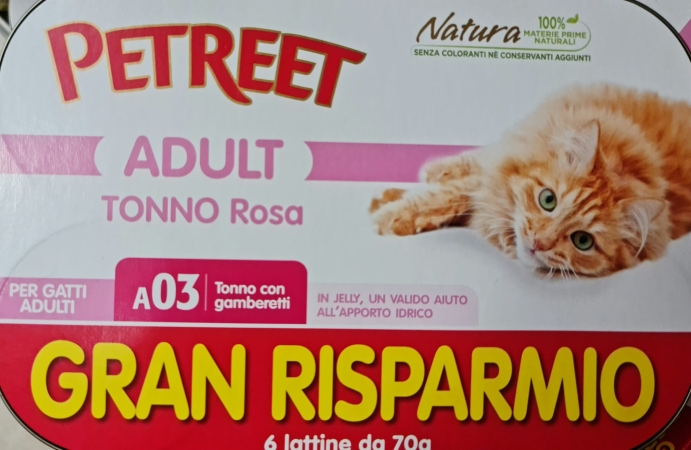 PETREET
Natura
100%
MATERIE PRIME
NATURALI
SENZA COLORANTI NÈ CONSERVANTI AGGIUNTI
ADULT
TONNO Rosa
PER GATTI
ADULTI
A03
Tonno con
gamberetti
IN JELLY, UN VALIDO AIUTO
ALL'APPORTO IDRICO
GRAN RISPARMIO
6 lattine da 70g